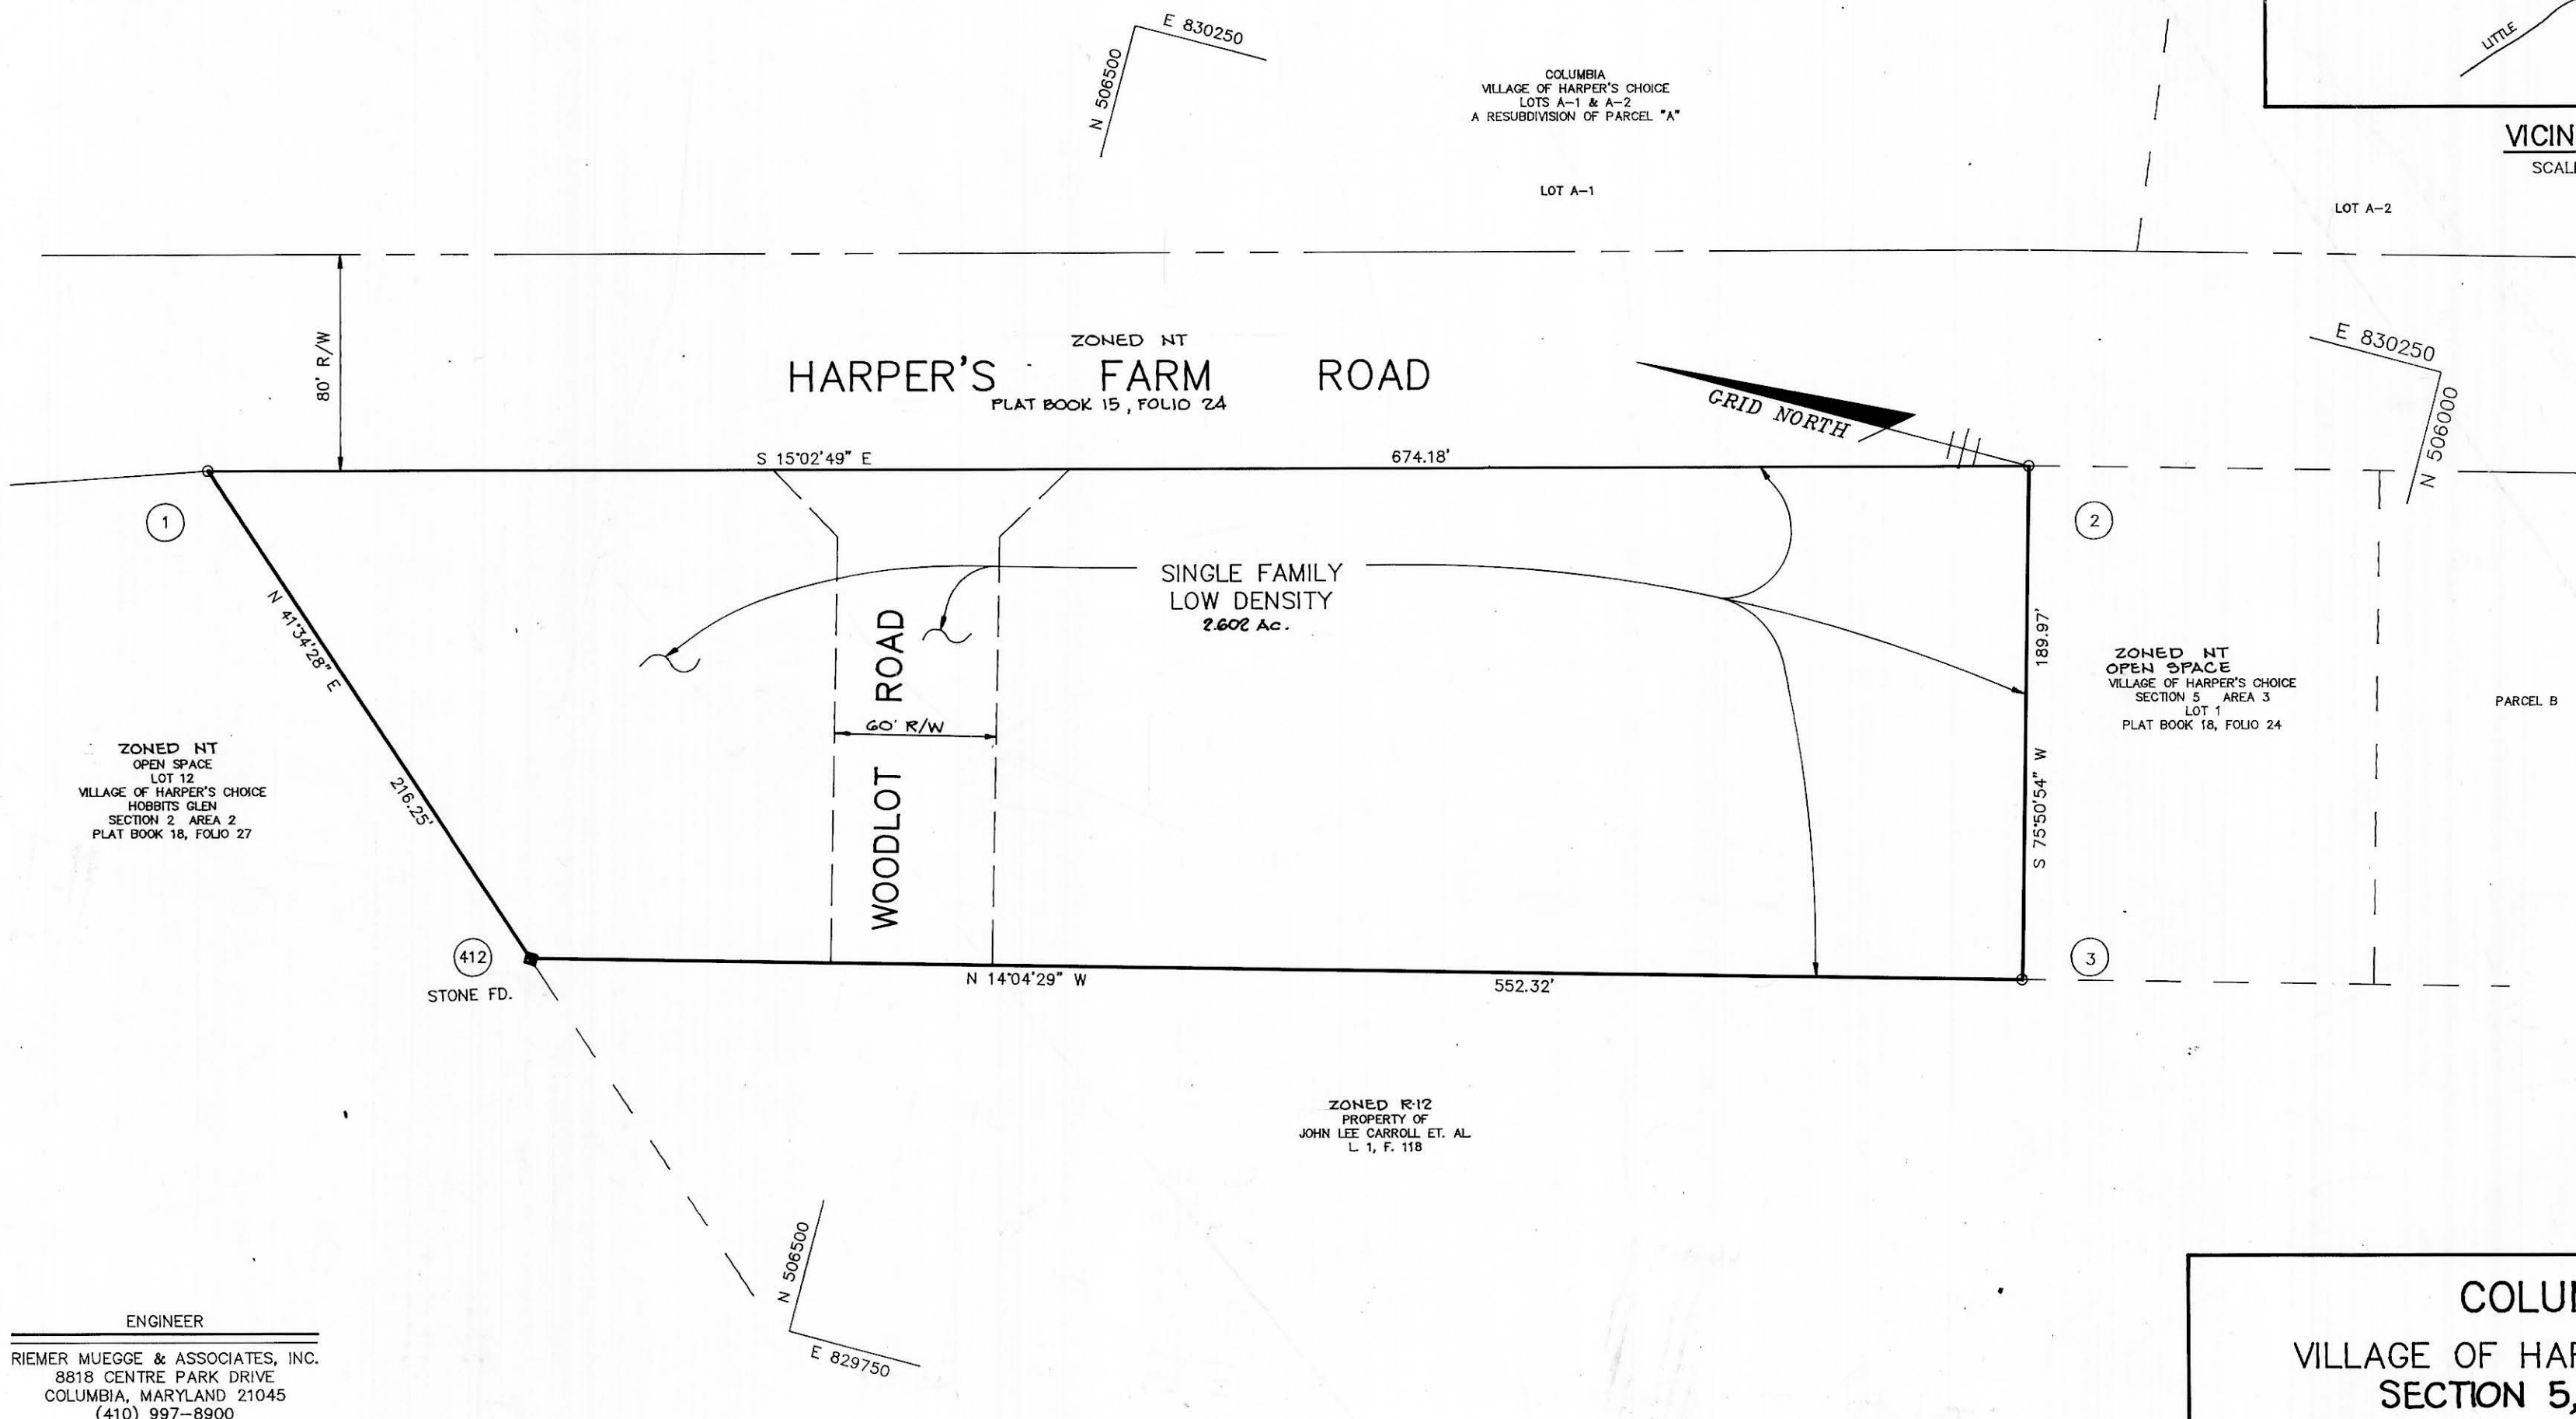 E 830250
N 506500
COLUMBIA
VILLAGE OF HARPER'S CHOICE
LOTS A-1 & A-2
A RESUBDIVISION OF PARCEL "A"
LOT A-1
LITTLE
VICIN
SCAL
LOT A-2
80' R/W
ZONED NT
HARPER'S FARM ROAD
PLAT BOOK 15, FOLIO 24
GRID NORTH
E 830250
N 506000
S 15°02'49" E
674.18'
1
2
N 41°34'28" E
216.25'
SINGLE FAMILY
LOW DENSITY
2.602 Ac.
WOODLOT ROAD
60' R/W
189.97'
S 75°50'54" W
ZONED NT
OPEN SPACE
VILLAGE OF HARPER'S CHOICE
SECTION 5 AREA 3
LOT 1
PLAT BOOK 18, FOLIO 24
PARCEL B
ZONED NT
OPEN SPACE
LOT 12
VILLAGE OF HARPER'S CHOICE
HOBBITS GLEN
SECTION 2 AREA 2
PLAT BOOK 18, FOLIO 27
412
STONE FD.
N 14°04'29" W
552.32'
3
ZONED R-12
PROPERTY OF
JOHN LEE CARROLL ET. AL.
L 1, F. 118
N 506500
E 829750
ENGINEER
RIEMER MUEGGE & ASSOCIATES, INC.
8818 CENTRE PARK DRIVE
COLUMBIA, MARYLAND 21045
(410) 997-8900
COLU
VILLAGE OF HAR
SECTION 5,